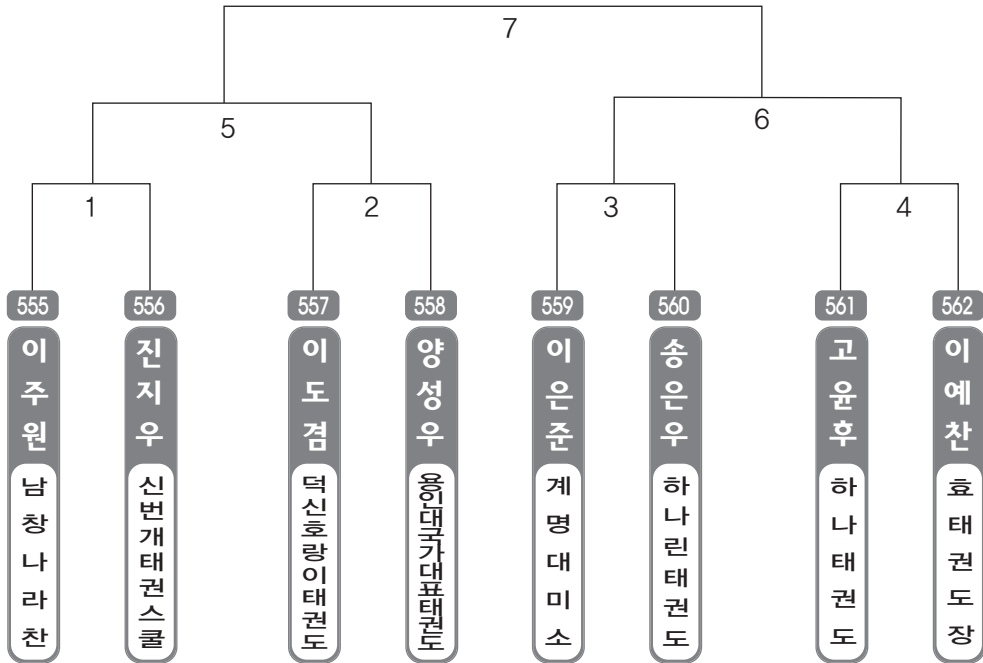 7
5
6
1
2
3
4
555
556
557
558
559
560
561
562
이주원
진지우
이도겸
양성우
이은준
송은우
고윤후
이예찬
남창나라찬
신번개태권스쿨
덕신호랑이태권도
용인대국가대표태권도
계명대미소
하나린태권도
하나태권도
효태권도장